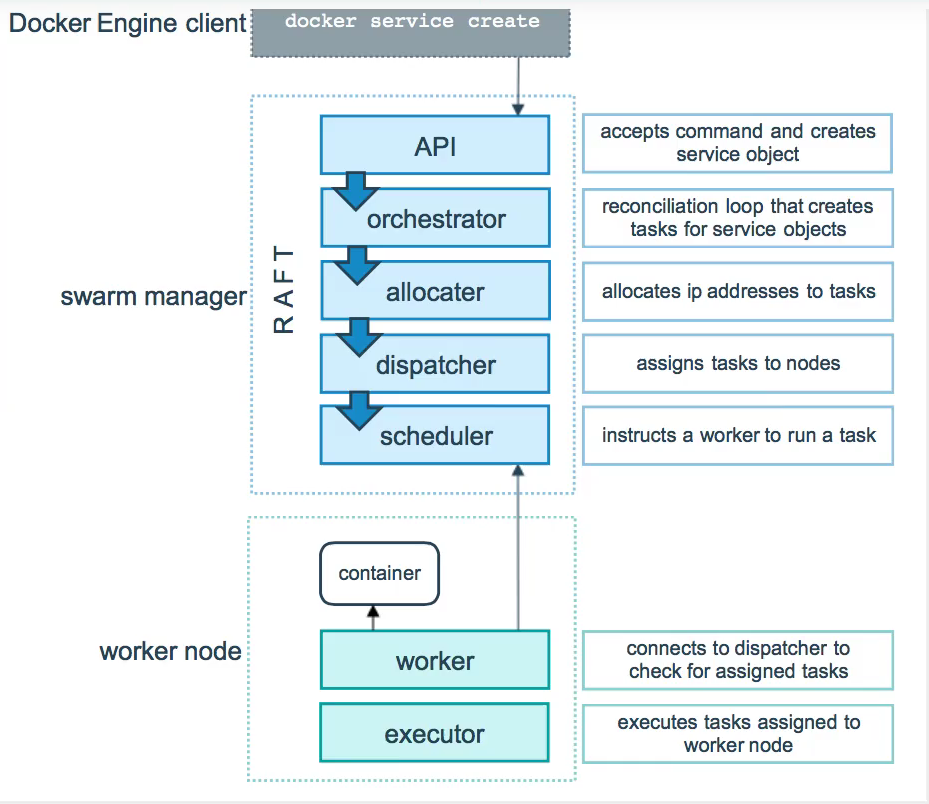 Docker Engine client
docker service create
API
accepts command and creates
service object
orchestrator
reconciliation loop that creates
tasks for service objects
RAFT
swarm manager
allocater
allocates ip addresses to tasks
dispatcher
assigns tasks to nodes
scheduler
instructs a worker to run a task
container
worker node
worker
connects to dispatcher to
check for assigned tasks
executor
executes tasks assigned to
worker node